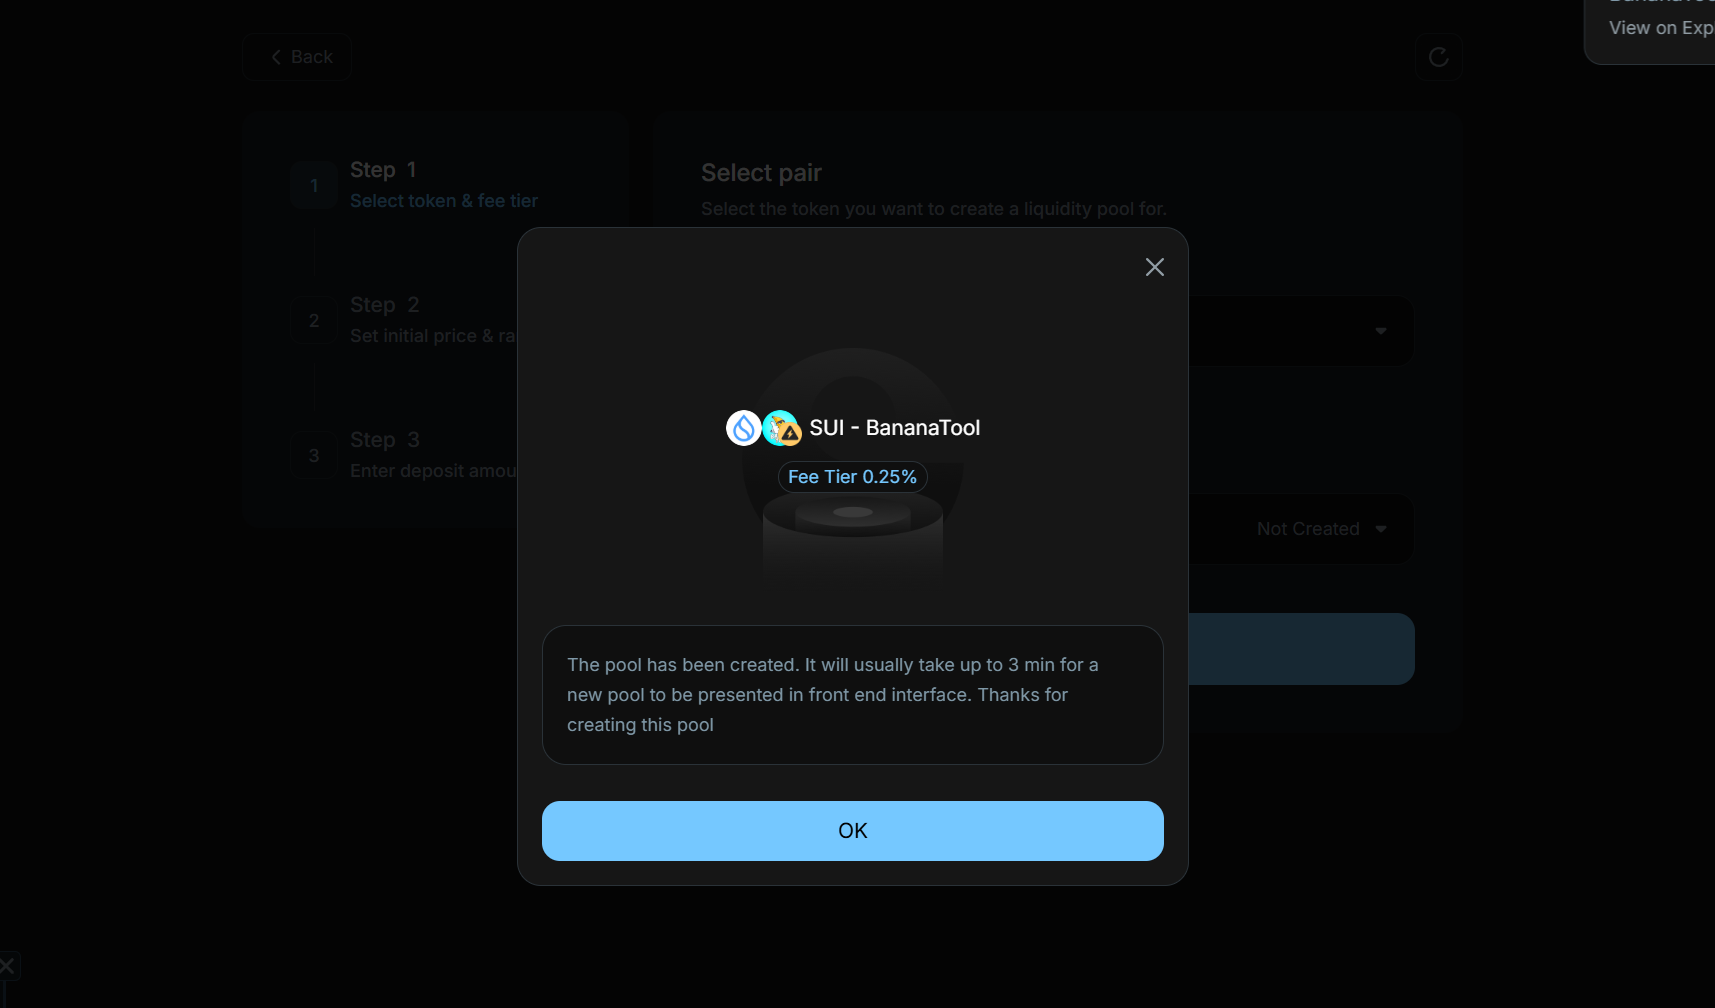 View on Exp
Back
1
Step 1
Select token & fee tier
2
Step 2
Set initial price & ra
3
Step 3
Enter deposit amou
Select pair
Select the token you want to create a liquidity pool for.
Not Created
SUI - BananaTool
Fee Tier 0.25%
The pool has been created. It will usually take up to 3 min for a
new pool to be presented in front end interface. Thanks for
creating this pool
OK